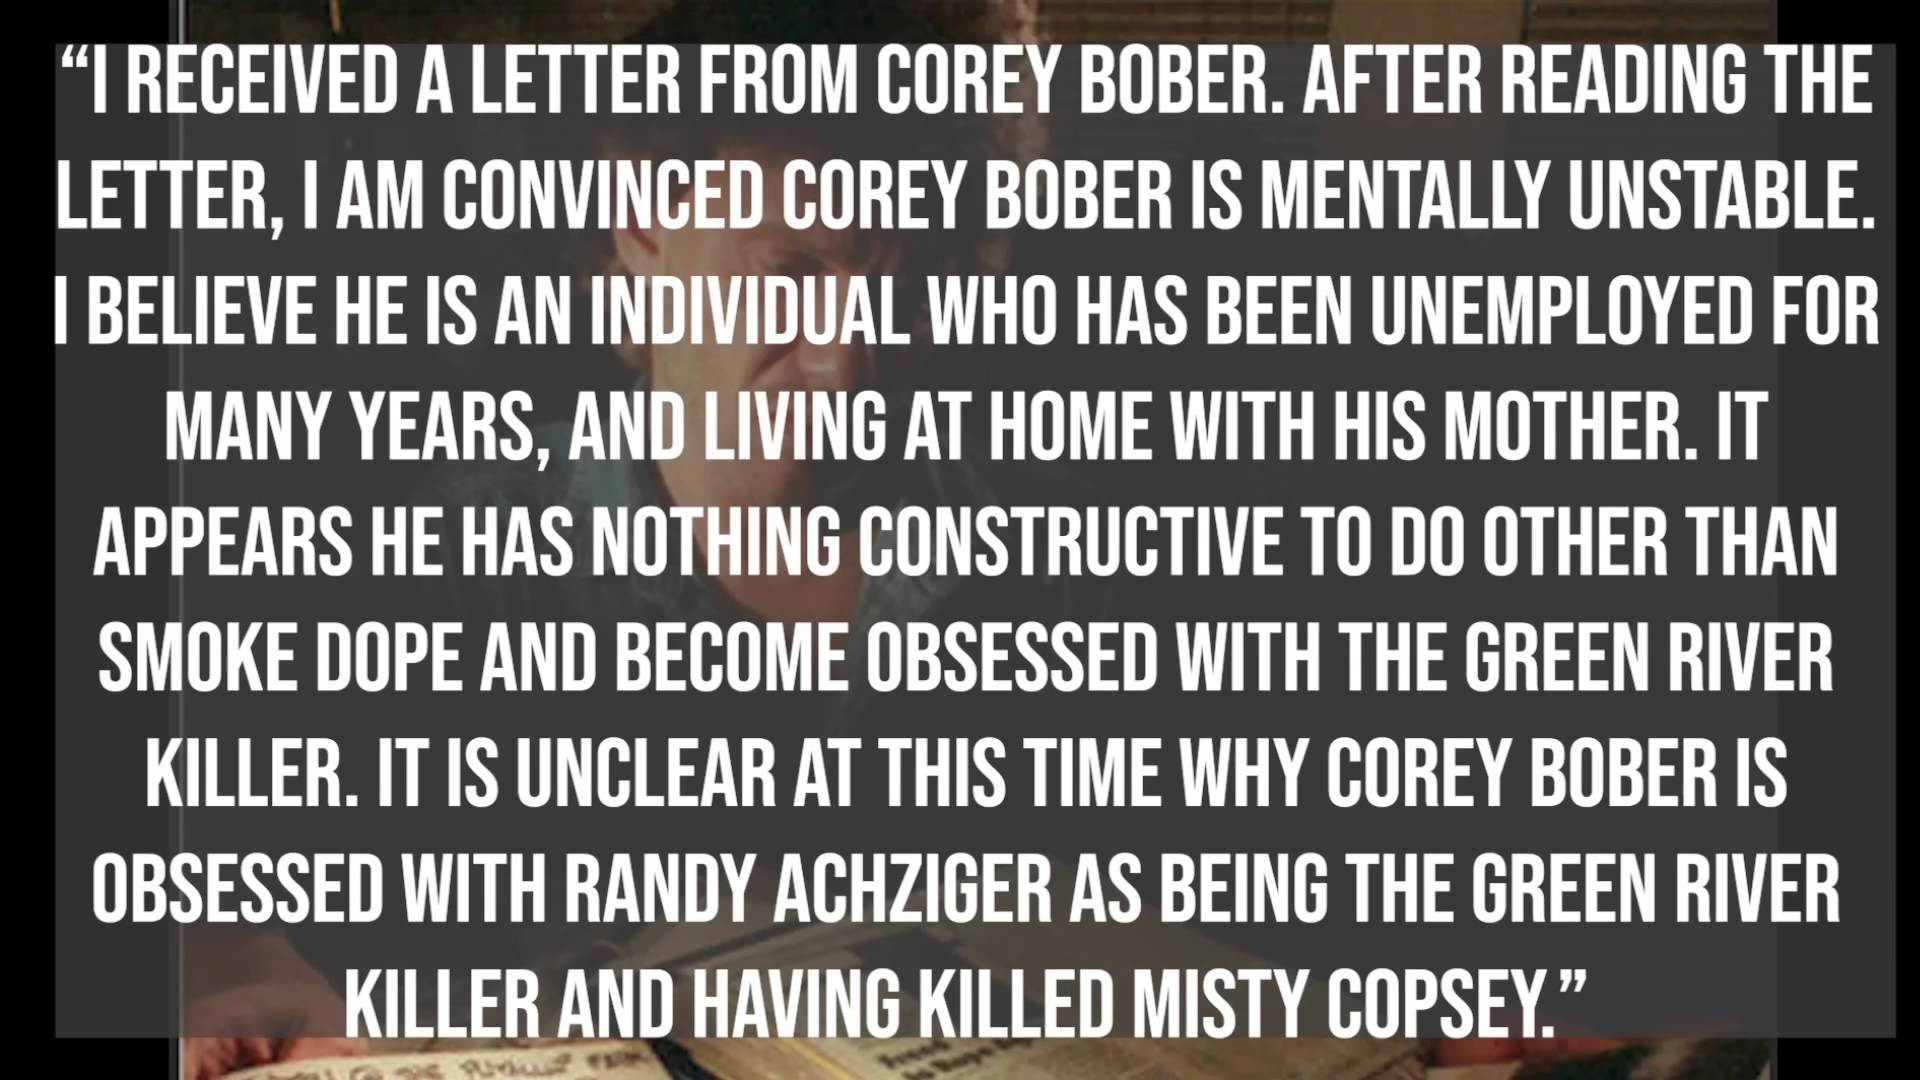 “I RECEIVED A LETTER FROM COREY BOBER. AFTER READING THE
LETTER, I AM CONVINCED COREY BOBER IS MENTALLY UNSTABLE.
I BELIEVE HE IS AN INDIVIDUAL WHO HAS BEEN UNEMPLOYED FOR
MANY YEARS, AND LIVING AT HOME WITH HIS MOTHER. IT
APPEARS HE HAS NOTHING CONSTRUCTIVE TO DO OTHER THAN
SMOKE DOPE AND BECOME OBSESSED WITH THE GREEN RIVER
KILLER. IT IS UNCLEAR AT THIS TIME WHY COREY BOBER IS
OBSESSED WITH RANDY ACHZIGER AS BEING THE GREEN RIVER
KILLER AND HAVING KILLED MISTY COPSEY.”
THE PUYALLUP FAIR